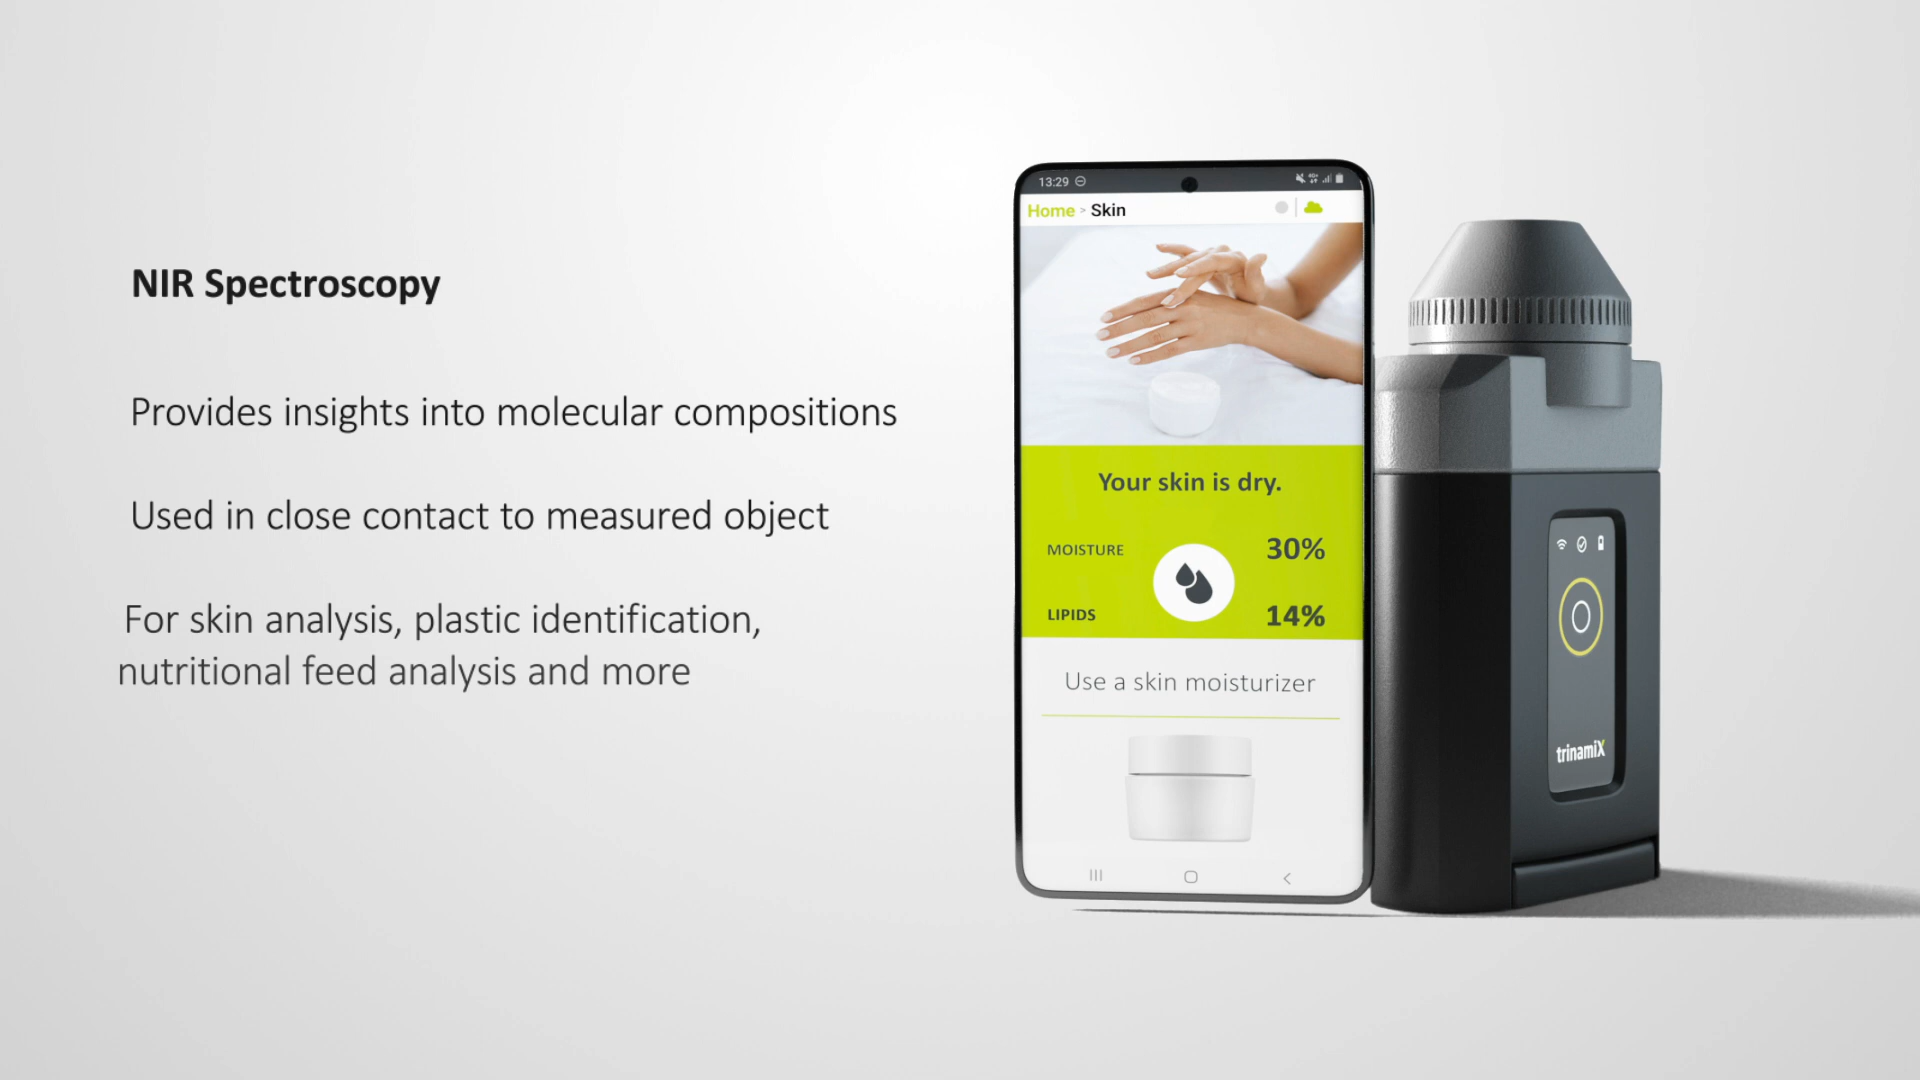 NIR Spectroscopy
Provides insights into molecular compositions
Used in close contact to measured object
For skin analysis, plastic identification,
nutritional feed analysis and more
13:29
Home > Skin
Your skin is dry.
MOISTURE 30%
LIPIDS 14%
Use a skin moisturizer
trinamiX